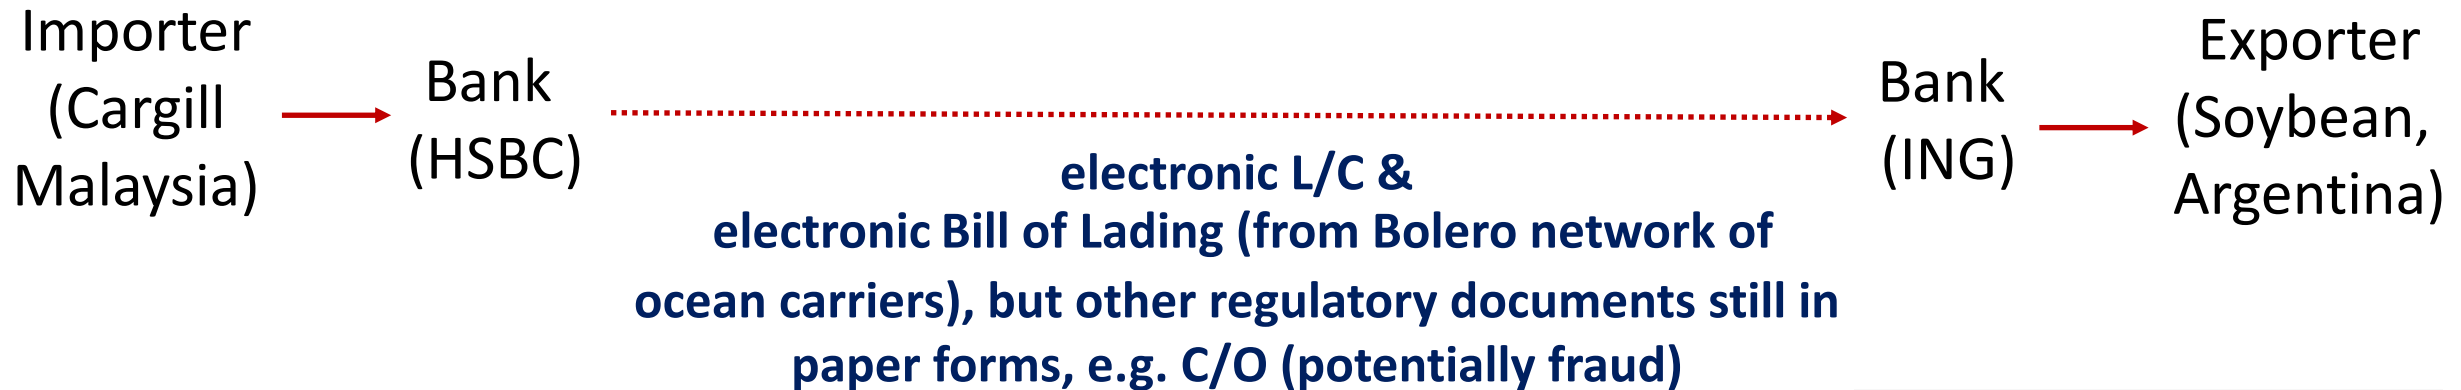 Importer
(Cargill
Malaysia)
Bank
(HSBC)
electronic L/C &
electronic Bill of Lading (from Bolero network of
ocean carriers), but other regulatory documents still in
paper forms, e.g. C/O (potentially fraud)
Bank
(ING)
Exporter
(Soybean,
Argentina)